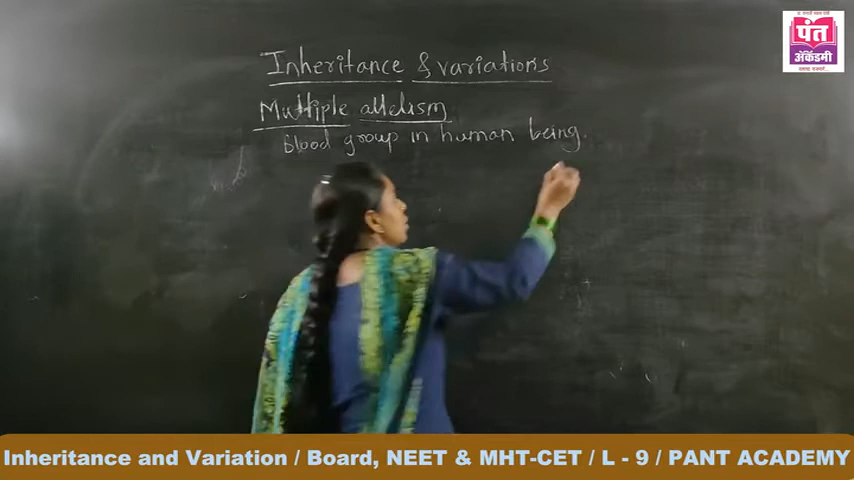 Inheritance & variations
Multiple allelism
Blood group in human being.
पंत
अ‍ॅकॅडमी
Inheritance and Variation / Board, NEET & MHT-CET / L - 9 / PANT ACADEMY